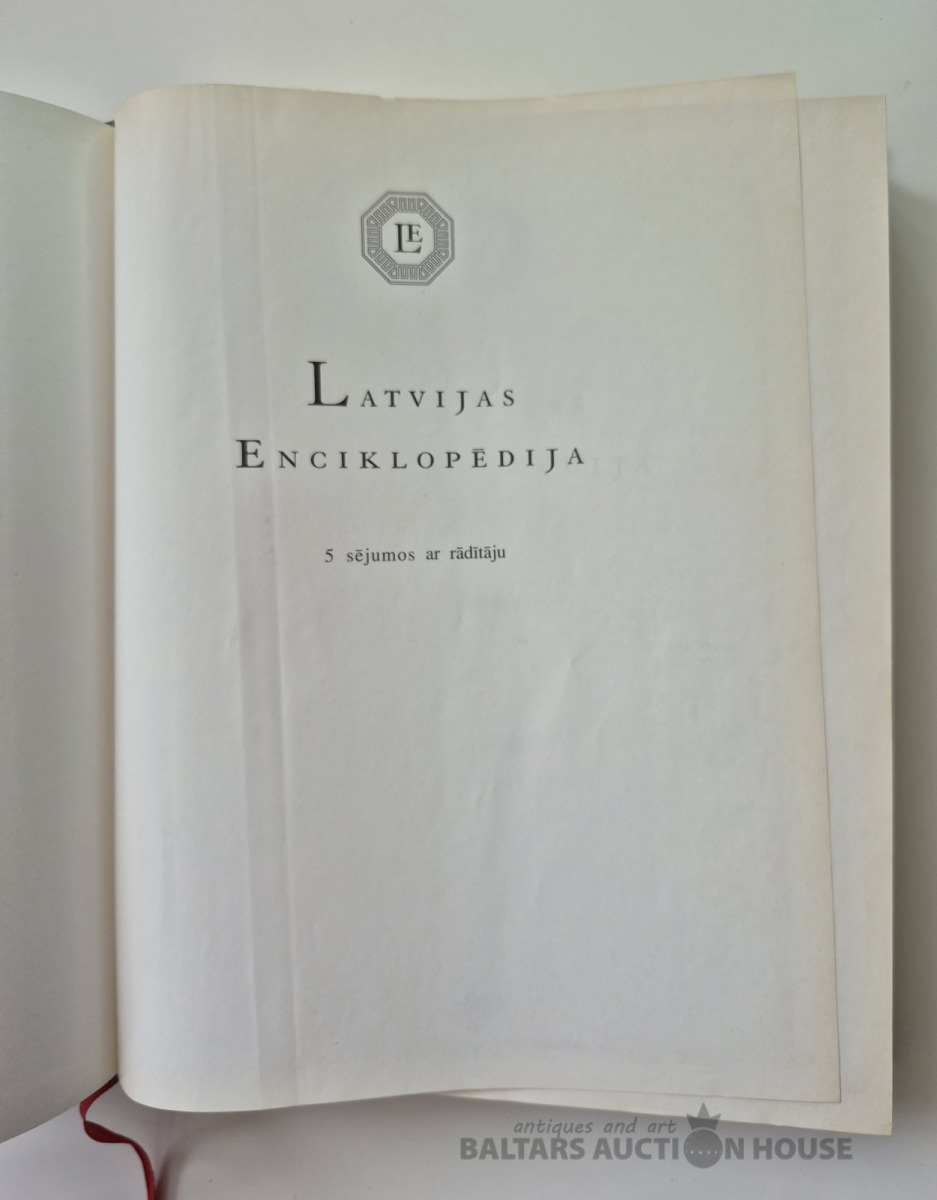 LE
LATVIJAS
ENCIKLOPĒDIJA
5 sējumos ar rādītāju
antiques and art
BALTARS AUCTION HOUSE